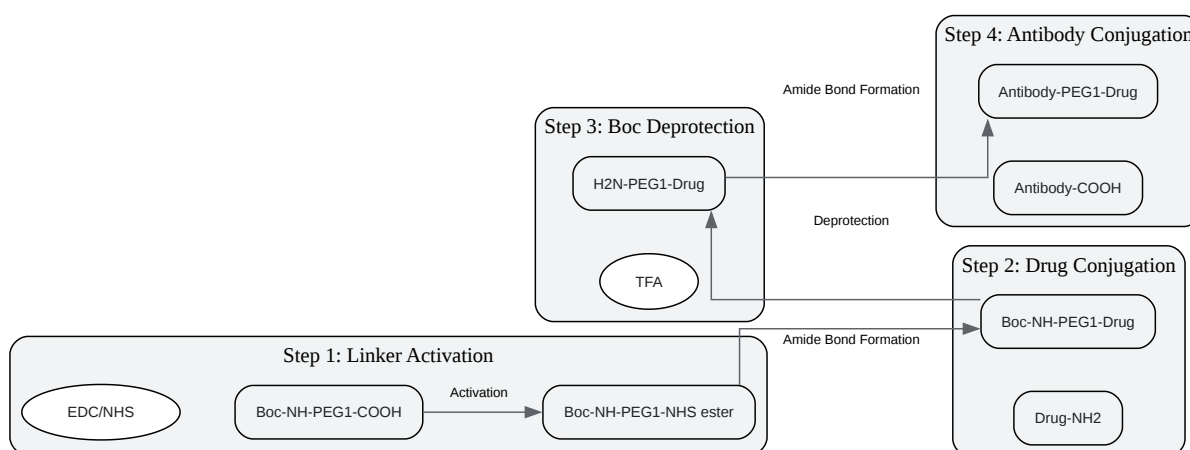 Step 4: Antibody Conjugation
Amide Bond Formation
Antibody-PEG1-Drug
Step 3: Boc Deprotection
H2N-PEG1-Drug
Antibody-COOH
Deprotection
Step 2: Drug Conjugation
TFA
Boc-NH-PEG1-Drug
Amide Bond Formation
Step 1: Linker Activation
Activation
EDC/NHS
Boc-NH-PEG1-COOH
Boc-NH-PEG1-NHS ester
Drug-NH2